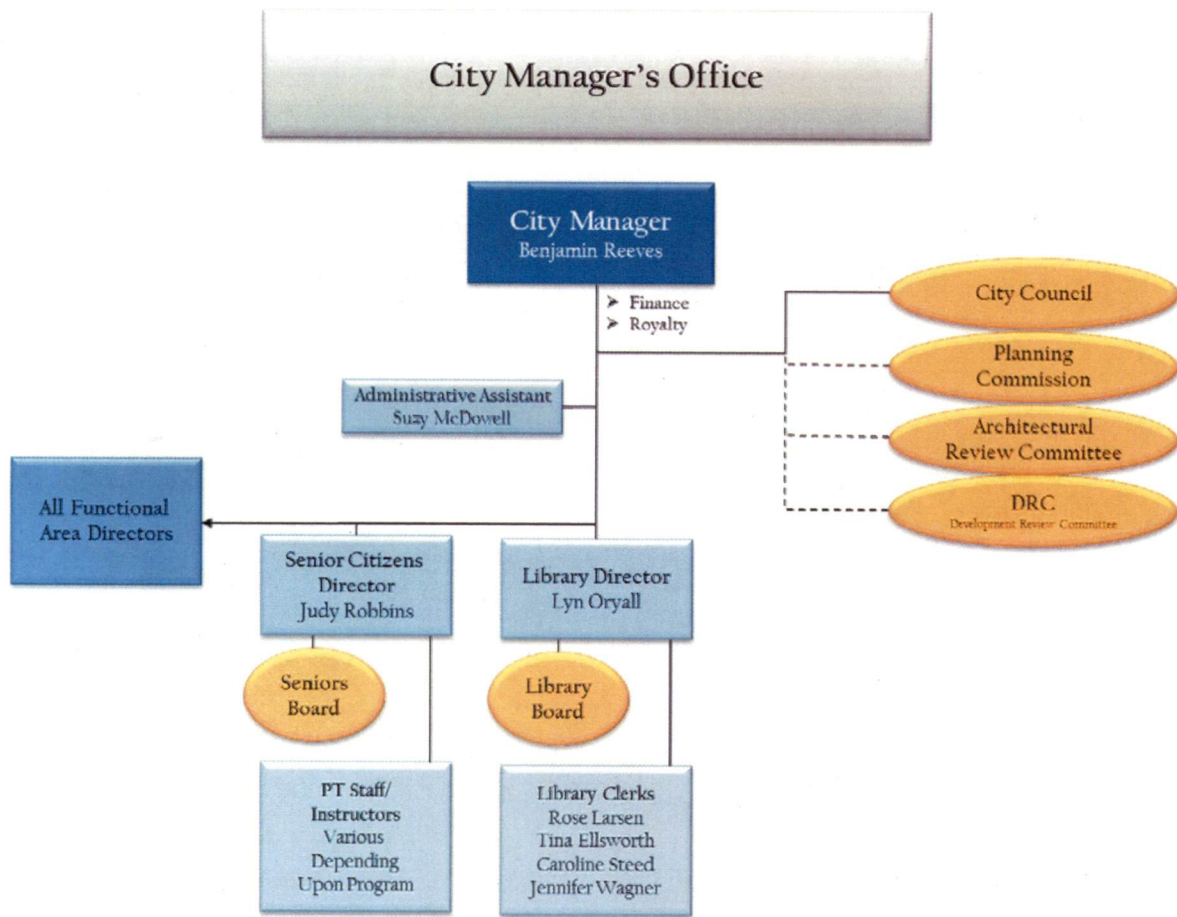 City Manager's Office
City Manager
Benjamin Reeves
➢ Finance
➢ Royalty
City Council
Planning
Commission
Architectural
Review Committee
DRC
Development Review Committee
Administrative Assistant
Suzy McDowell
All Functional
Area Directors
Senior Citizens
Director
Judy Robbins
Library Director
Lyn Oryall
Seniors
Board
Library
Board
PT Staff/
Instructors
Various
Depending
Upon Program
Library Clerks
Rose Larsen
Tina Ellsworth
Caroline Steed
Jennifer Wagner